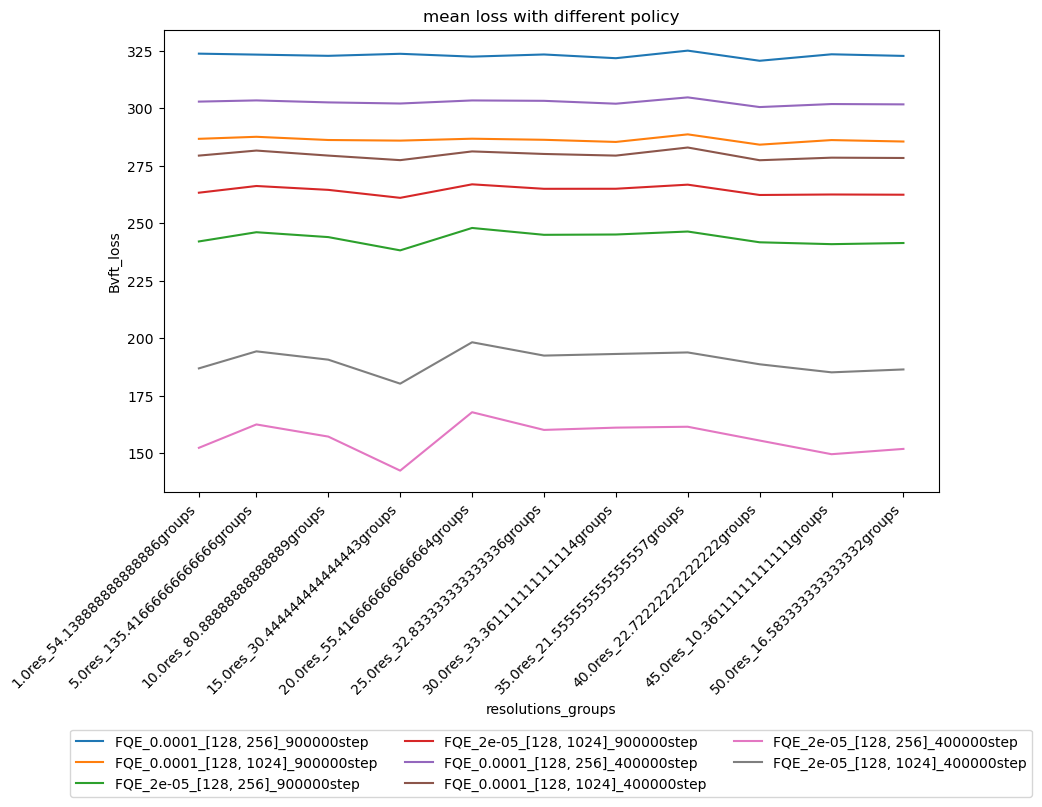 mean loss with different policy
325
300
275
250
225
200
175
150
Bvft_loss
1.0res_54.138888888888886groups
5.0res_135.41666666666666groups
10.0res_80.88888888888889groups
15.0res_30.444444444444443groups
20.0res_55.416666666666664groups
25.0res_32.833333333333336groups
30.0res_33.361111111111114groups
35.0res_21.555555555555557groups
40.0res_22.72222222222222groups
45.0res_10.36111111111111groups
50.0res_16.583333333333332groups
resolutions_groups
FQE_0.0001_[128, 256]_900000step
FQE_0.0001_[128, 1024]_900000step
FQE_2e-05_[128, 256]_900000step
FQE_2e-05_[128, 1024]_900000step
FQE_0.0001_[128, 256]_400000step
FQE_0.0001_[128, 1024]_400000step
FQE_2e-05_[128, 256]_400000step
FQE_2e-05_[128, 1024]_400000step